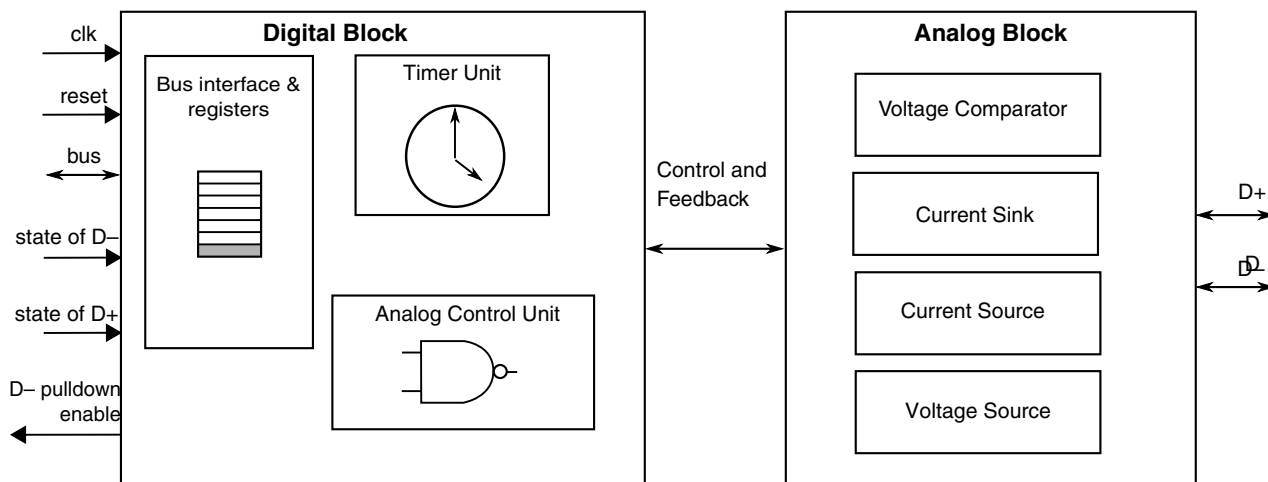 clk
reset
bus
state of D–
state of D+
D– pulldown
enable
Digital Block
Bus interface &
registers
Timer Unit
Analog Control Unit
Control and
Feedback
Analog Block
Voltage Comparator
Current Sink
Current Source
Voltage Source
D+
D–